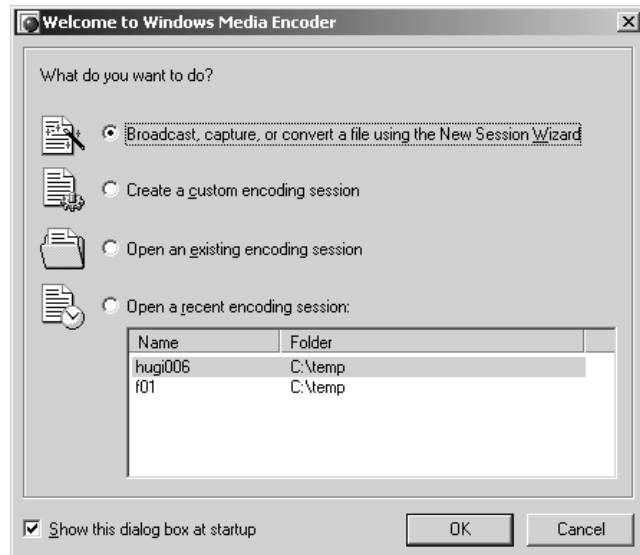 Welcome to Windows Media Encoder
What do you want to do?
Broadcast, capture, or convert a file using the New Session Wizard
Create a custom encoding session
Open an existing encoding session
Open a recent encoding session:
Name Folder
hugi006 C:\temp
f01 C:\temp
Show this dialog box at startup OK Cancel